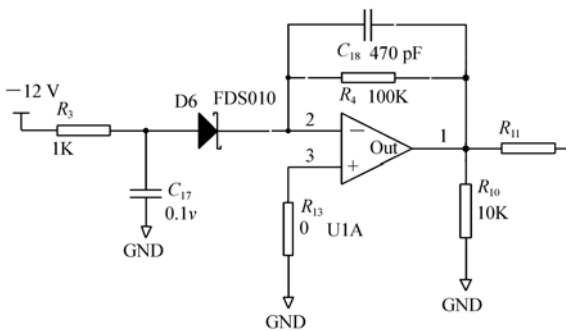 C18 470 pF
−12 V
R3
D6 FDS010
R4 100K
1K
2
−
Out
1
R11
3
+
C17
0.1v
R13
0 U1A
R10
10K
GND
GND
GND